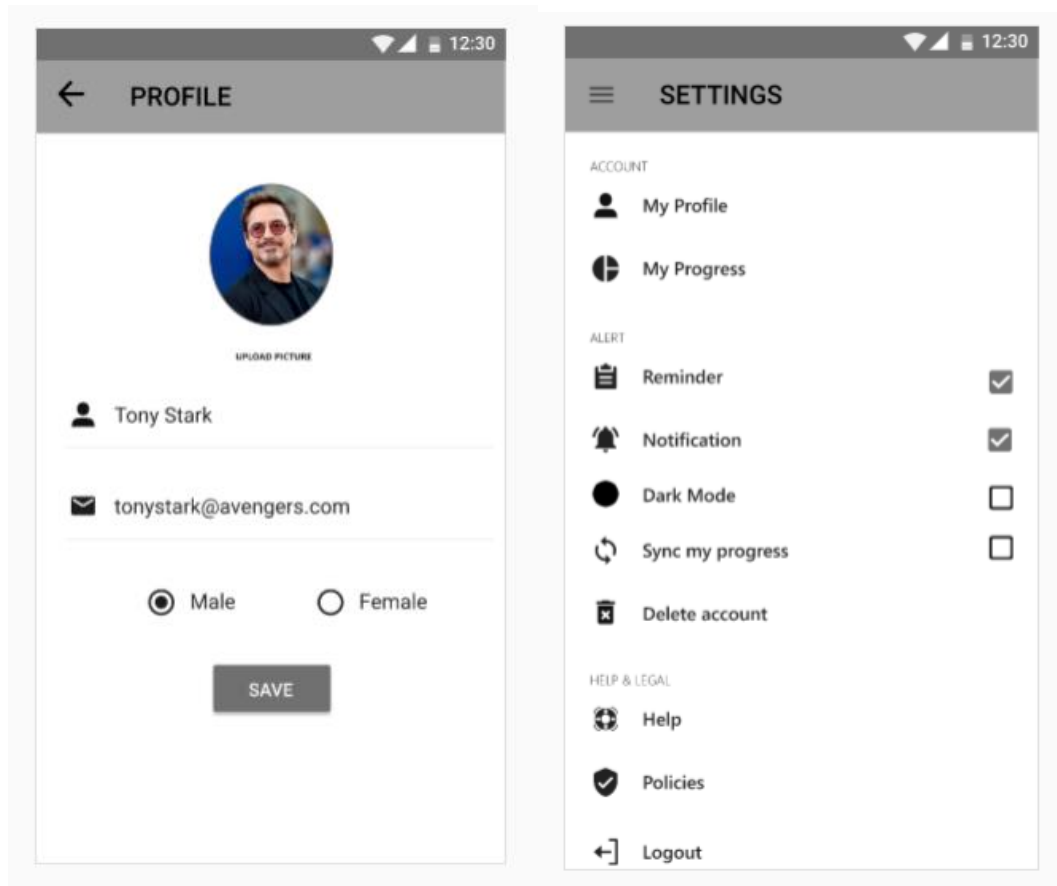 12:30
PROFILE
UPLOAD PICTURE
Tony Stark
tonystark@avengers.com
Male Female
SAVE
12:30
SETTINGS
ACCOUNT
My Profile
My Progress
ALERT
Reminder
Notification
Dark Mode
Sync my progress
Delete account
HELP & LEGAL
Help
Policies
Logout